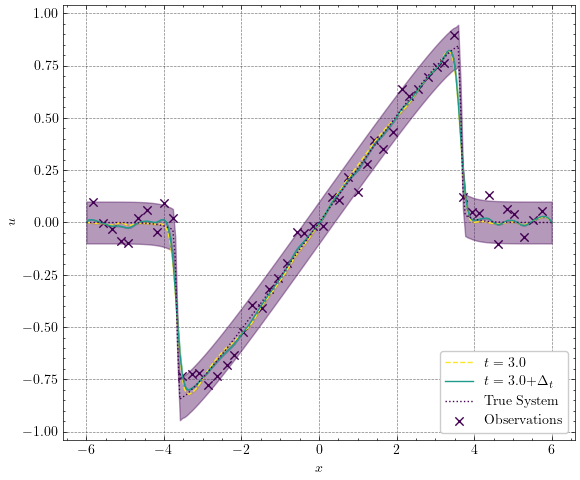 1.00
0.75
0.50
0.25
0.00
−0.25
−0.50
−0.75
−1.00
u
−6
−4
−2
0
2
4
6
x
t = 3.0
t = 3.0+Δt
True System
Observations